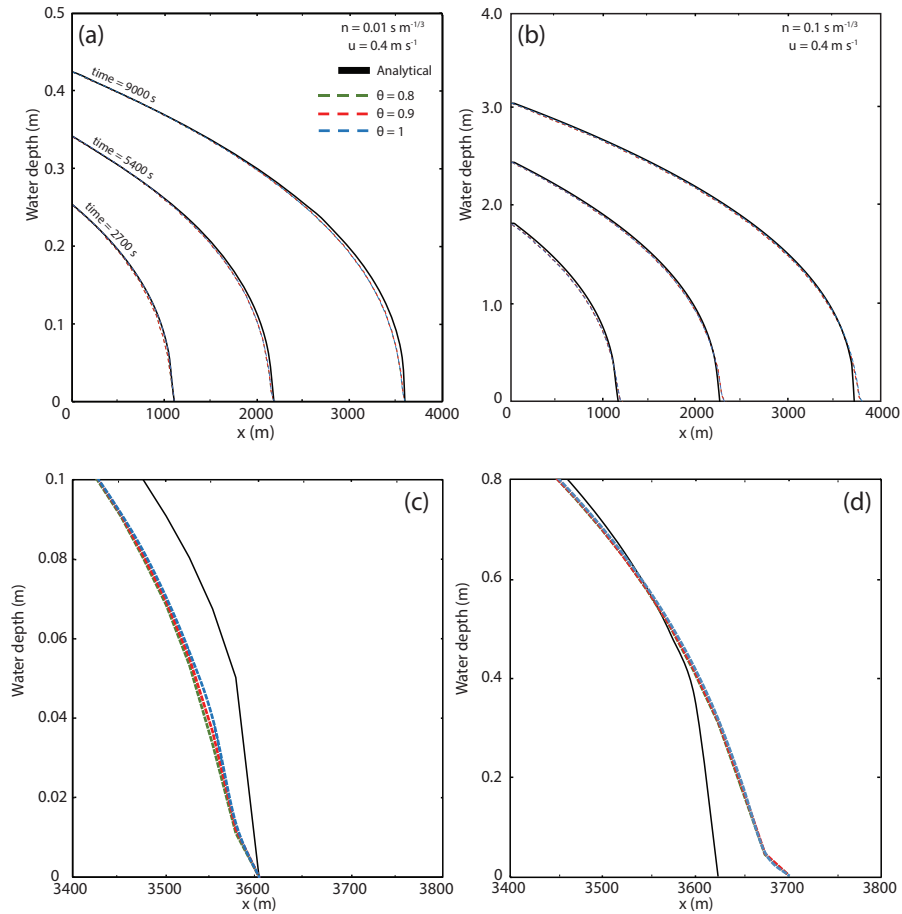 (a)
n = 0.01 s m-1/3
u = 0.4 m s-1
Analytical
θ = 0.8
θ = 0.9
θ = 1
time = 9000 s
time = 5400 s
time = 2700 s
Water depth (m)
0.5
0.4
0.3
0.2
0.1
0
0 1000 2000 3000 4000
x (m)
(b)
n = 0.1 s m-1/3
u = 0.4 m s-1
Water depth (m)
4.0
3.0
2.0
1.0
0
0 1000 2000 3000 4000
x (m)
(c)
Water depth (m)
0.1
0.08
0.06
0.04
0.02
0
3400 3500 3600 3700 3800
x (m)
(d)
Water depth (m)
0.8
0.6
0.4
0.2
0
3400 3500 3600 3700 3800
x (m)